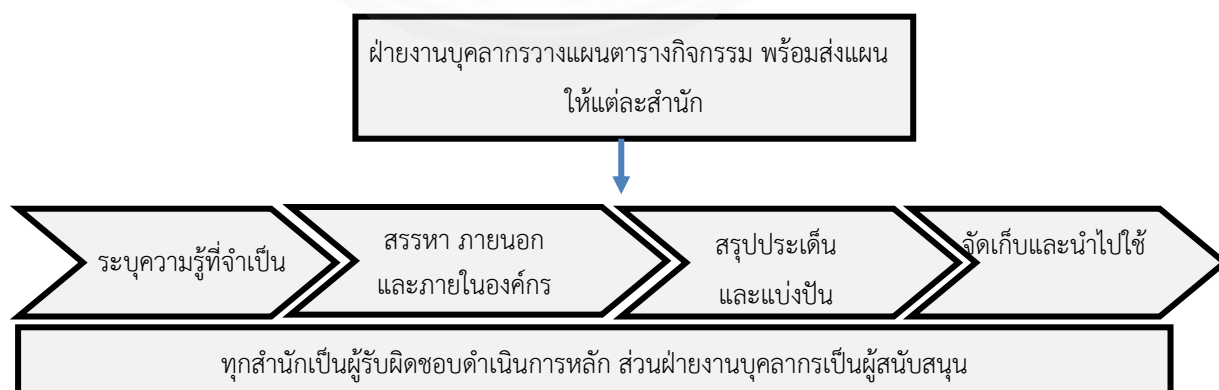 ฝ่ายงานบุคลากรวางแผนตารางกิจกรรม พร้อมส่งแผน
ให้แต่ละสำนัก
ระบุความรู้ที่จำเป็น
สรรหา ภายนอก
และภายในองค์กร
สรุปประเด็น
และแบ่งปัน
จัดเก็บและนำไปใช้
ทุกสำนักเป็นผู้รับผิดชอบดำเนินการหลัก ส่วนฝ่ายงานบุคลากรเป็นผู้สนับสนุน